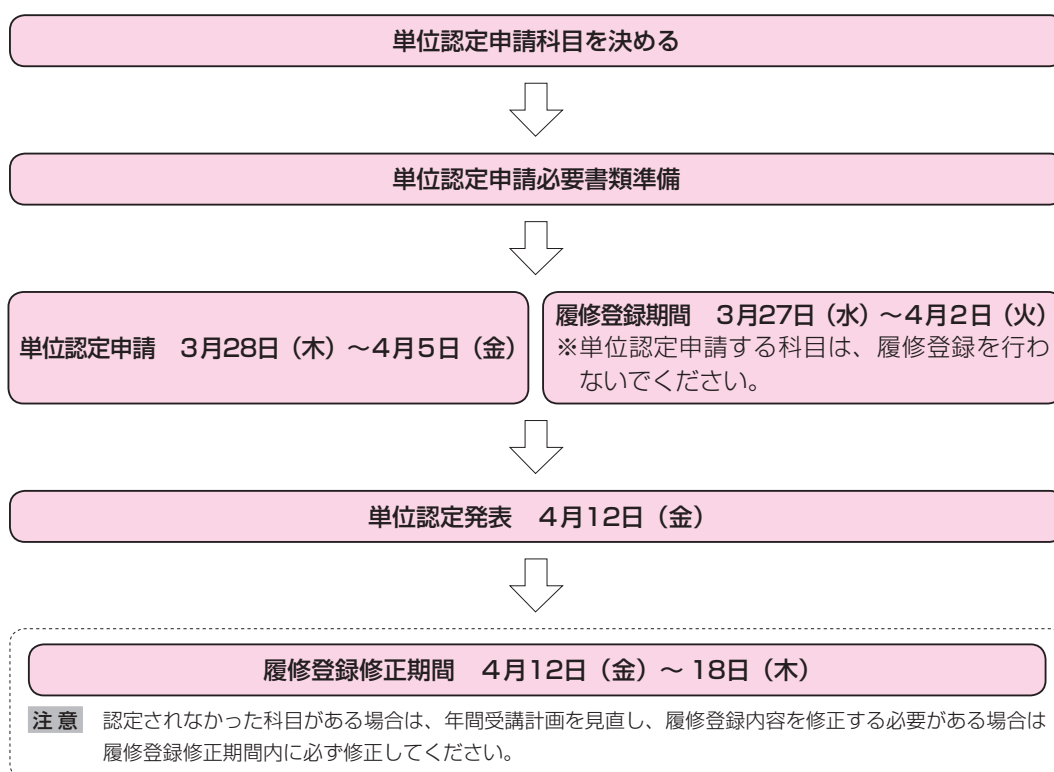 単位認定申請科目を決める
単位認定申請必要書類準備
単位認定申請　3月28日（木）～4月5日（金）
履修登録期間　3月27日（水）～4月2日（火）
※単位認定申請する科目は、履修登録を行わ
ないでください。
単位認定発表　4月12日（金）
履修登録修正期間　4月12日（金）～ 18日（木）
注 意　認定されなかった科目がある場合は、年間受講計画を見直し、履修登録内容を修正する必要がある場合は
履修登録修正期間内に必ず修正してください。